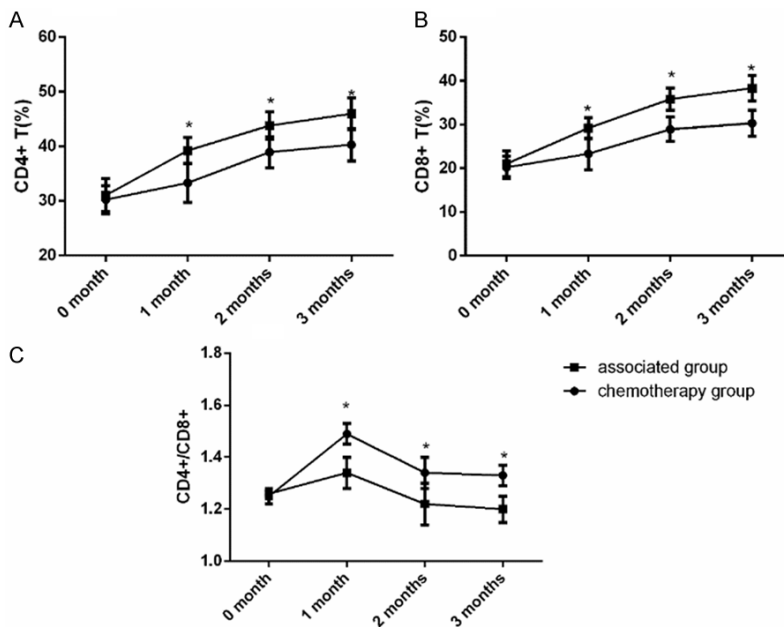 A
60
50
40
30
20
CD4+ T(%)
*
*
*
0 month
1 month
2 months
3 months
B
50
40
30
20
10
0
CD8+ T(%)
*
*
*
0 month
1 month
2 months
3 months
C
1.8
1.6
1.4
1.2
1.0
CD4+/CD8+
*
*
*
0 month
1 month
2 months
3 months
associated group
chemotherapy group